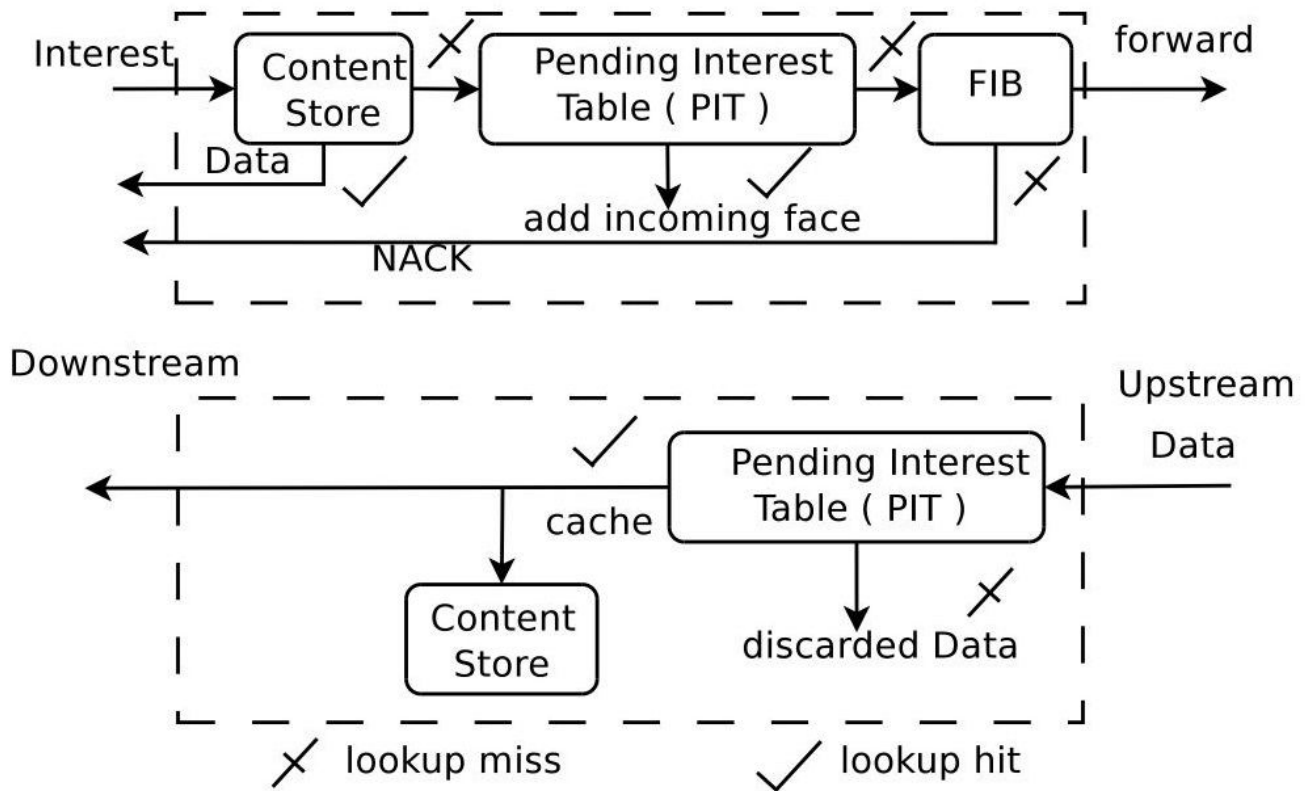 Interest
Content
Store
Pending Interest
Table ( PIT )
FIB
forward
Data
add incoming face
NACK
Downstream
Upstream
Data
Pending Interest
Table ( PIT )
cache
Content
Store
discarded Data
lookup miss
lookup hit